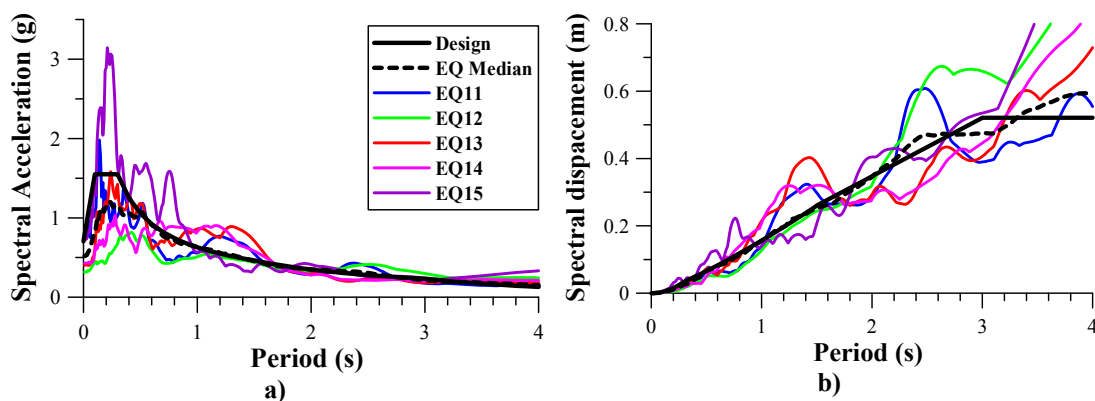 Spectral Acceleration (g)
3
2
1
0
0 1 2 3 4
Period (s)
a)
Design
EQ Median
EQ11
EQ12
EQ13
EQ14
EQ15
Spectral dispacement (m)
0.8
0.6
0.4
0.2
0
0 1 2 3 4
Period (s)
b)